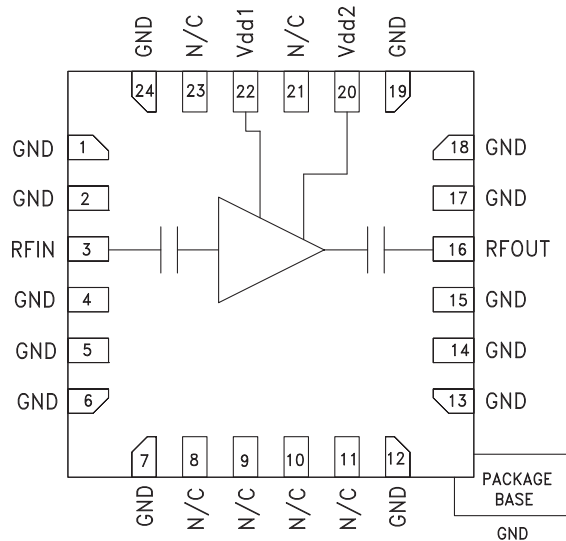 GND N/C Vdd1 N/C Vdd2 GND
24 23 22 21 20 19
GND 1 18 GND
GND 2 17 GND
RFIN 3 16 RFOUT
GND 4 15 GND
GND 5 14 GND
GND 6 13 GND
7 8 9 10 11 12
GND N/C N/C N/C N/C GND
PACKAGE
BASE
GND